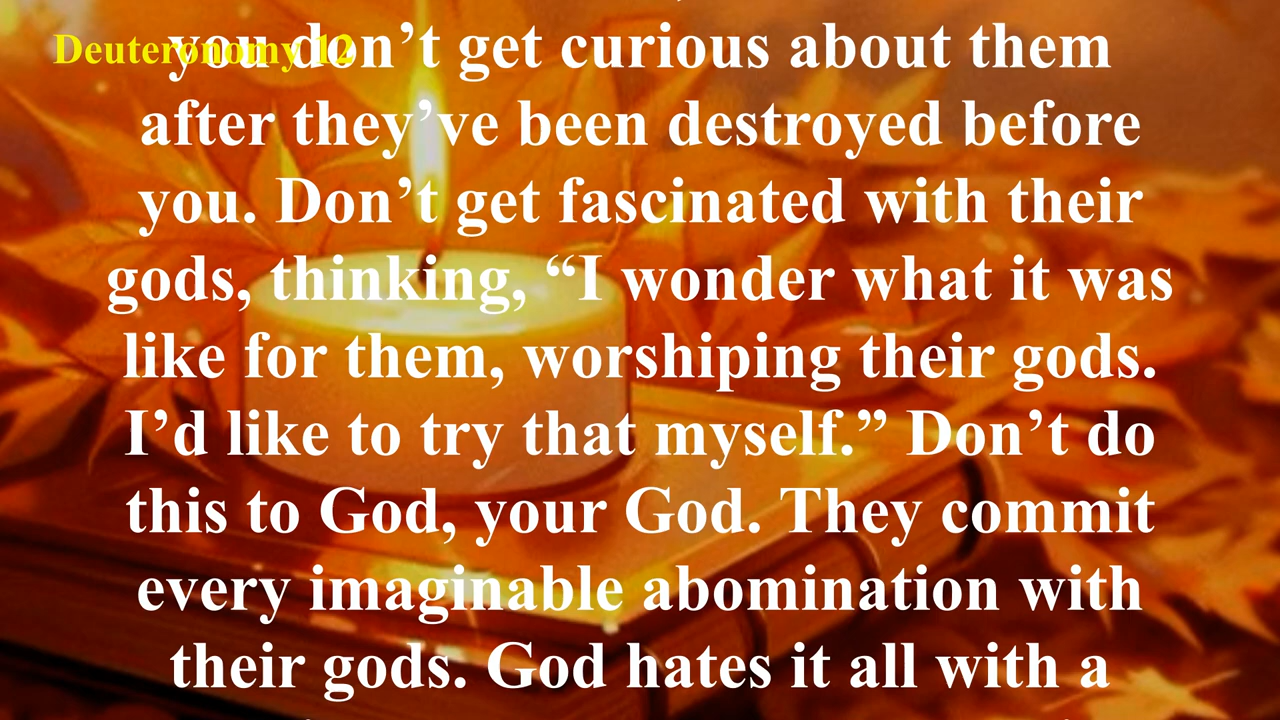 Deuteronomy 12
you don’t get curious about them
after they’ve been destroyed before
you. Don’t get fascinated with their
gods, thinking, “I wonder what it was
like for them, worshiping their gods.
I’d like to try that myself.” Don’t do
this to God, your God. They commit
every imaginable abomination with
their gods. God hates it all with a